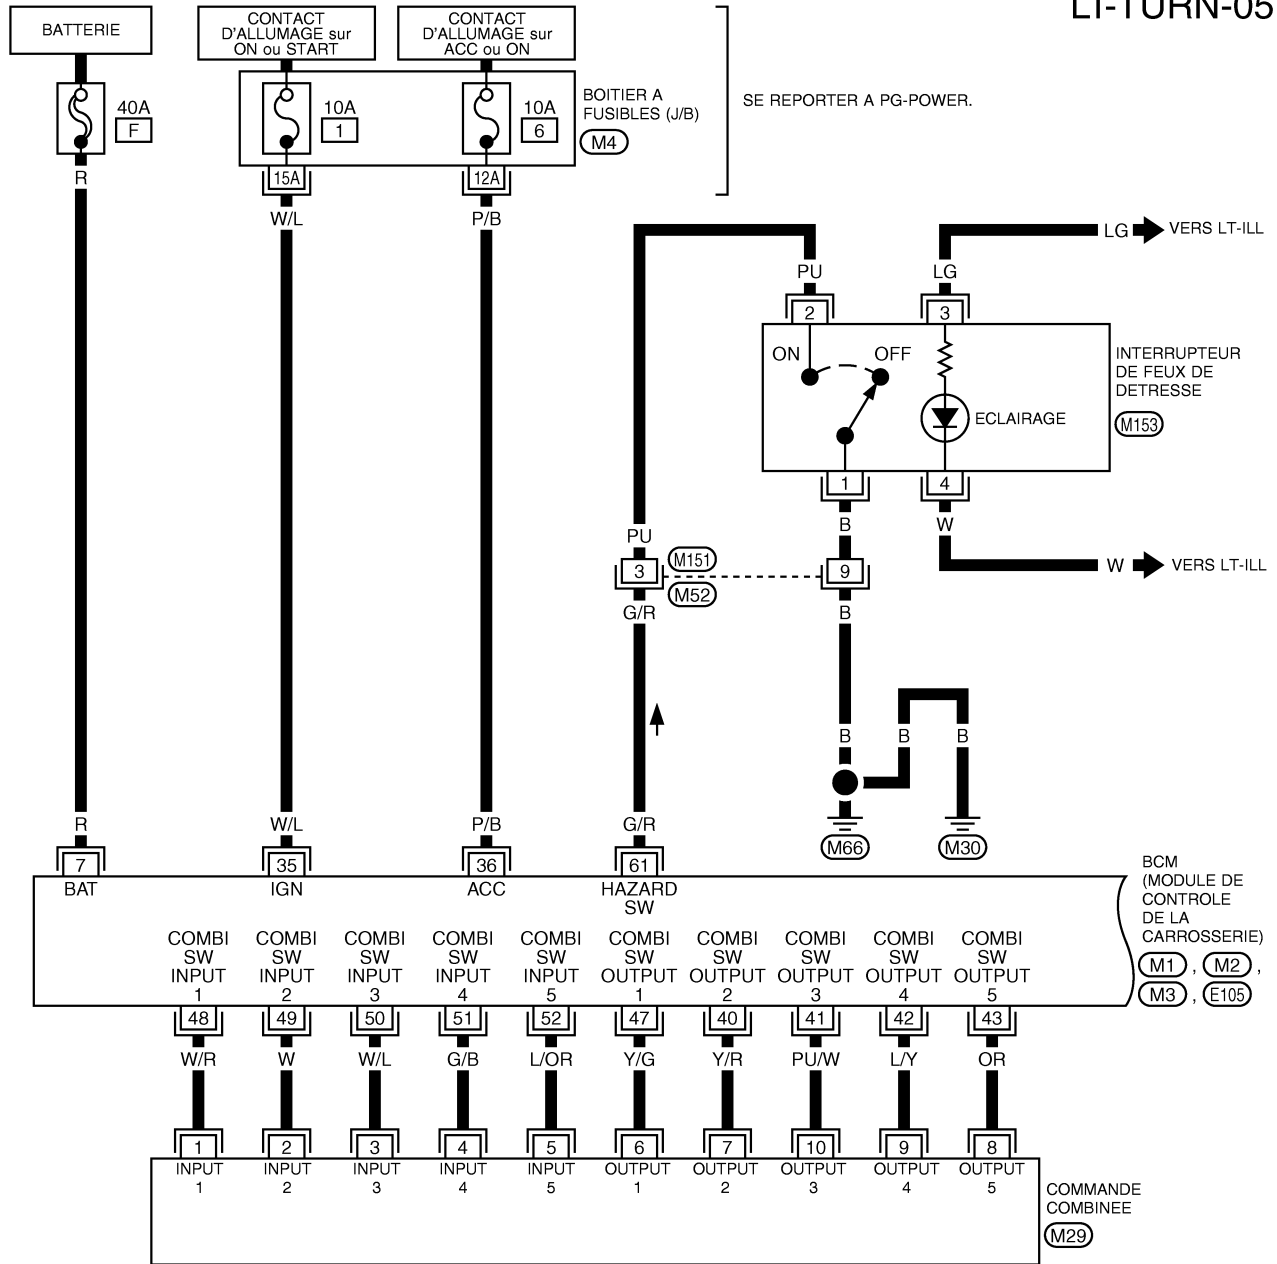 LT-TURN-05
BATTERIE
CONTACT
D'ALLUMAGE sur
ON ou START
CONTACT
D'ALLUMAGE sur
ACC ou ON
40A
F
10A
1
10A
6
BOITIER A
FUSIBLES (J/B)
M4
SE REPORTER A PG-POWER.
R
15A
12A
W/L
P/B
LG
VERS LT-ILL
PU
LG
2
3
ON
OFF
ECLAIRAGE
INTERRUPTEUR
DE FEUX DE
DETRESSE
M153
1
4
PU
B
W
3
M151
M52
9
W
VERS LT-ILL
G/R
B
B
B
B
R
W/L
P/B
G/R
M66
M30
7
35
36
61
BAT
IGN
ACC
HAZARD
SW
BCM
(MODULE DE
CONTROLE
DE LA
CARROSSERIE)
M1 , M2 ,
M3 , E105
COMBI COMBI COMBI COMBI COMBI COMBI COMBI COMBI COMBI COMBI
SW SW SW SW SW SW SW SW SW SW
INPUT INPUT INPUT INPUT INPUT OUTPUT OUTPUT OUTPUT OUTPUT OUTPUT
1 2 3 4 5 1 2 3 4 5
48 49 50 51 52 47 40 41 42 43
W/R W W/L G/B L/OR Y/G Y/R PU/W L/Y OR
1 2 3 4 5 6 7 10 9 8
INPUT INPUT INPUT INPUT INPUT OUTPUT OUTPUT OUTPUT OUTPUT OUTPUT
1 2 3 4 5 1 2 3 4 5
COMMANDE
COMBINEE
M29